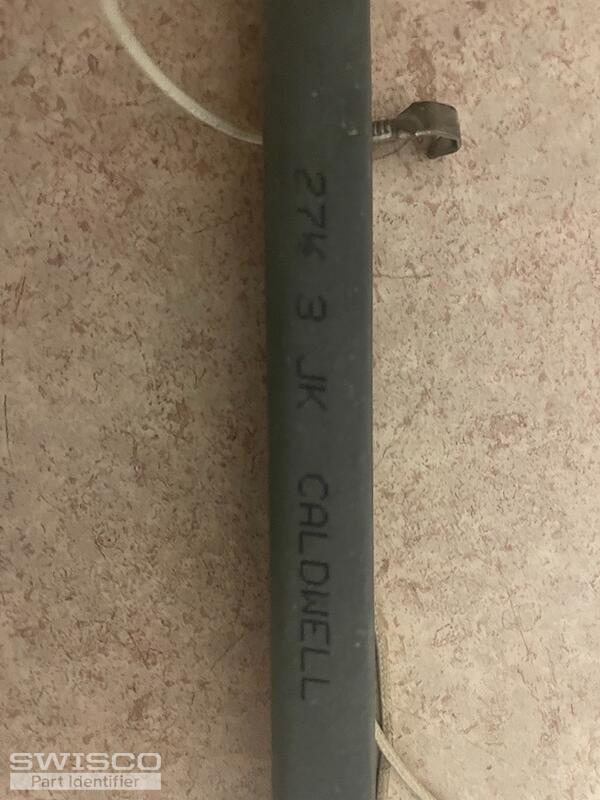 27K 3 JK CALDWELL
SWISCO
Part Identifier